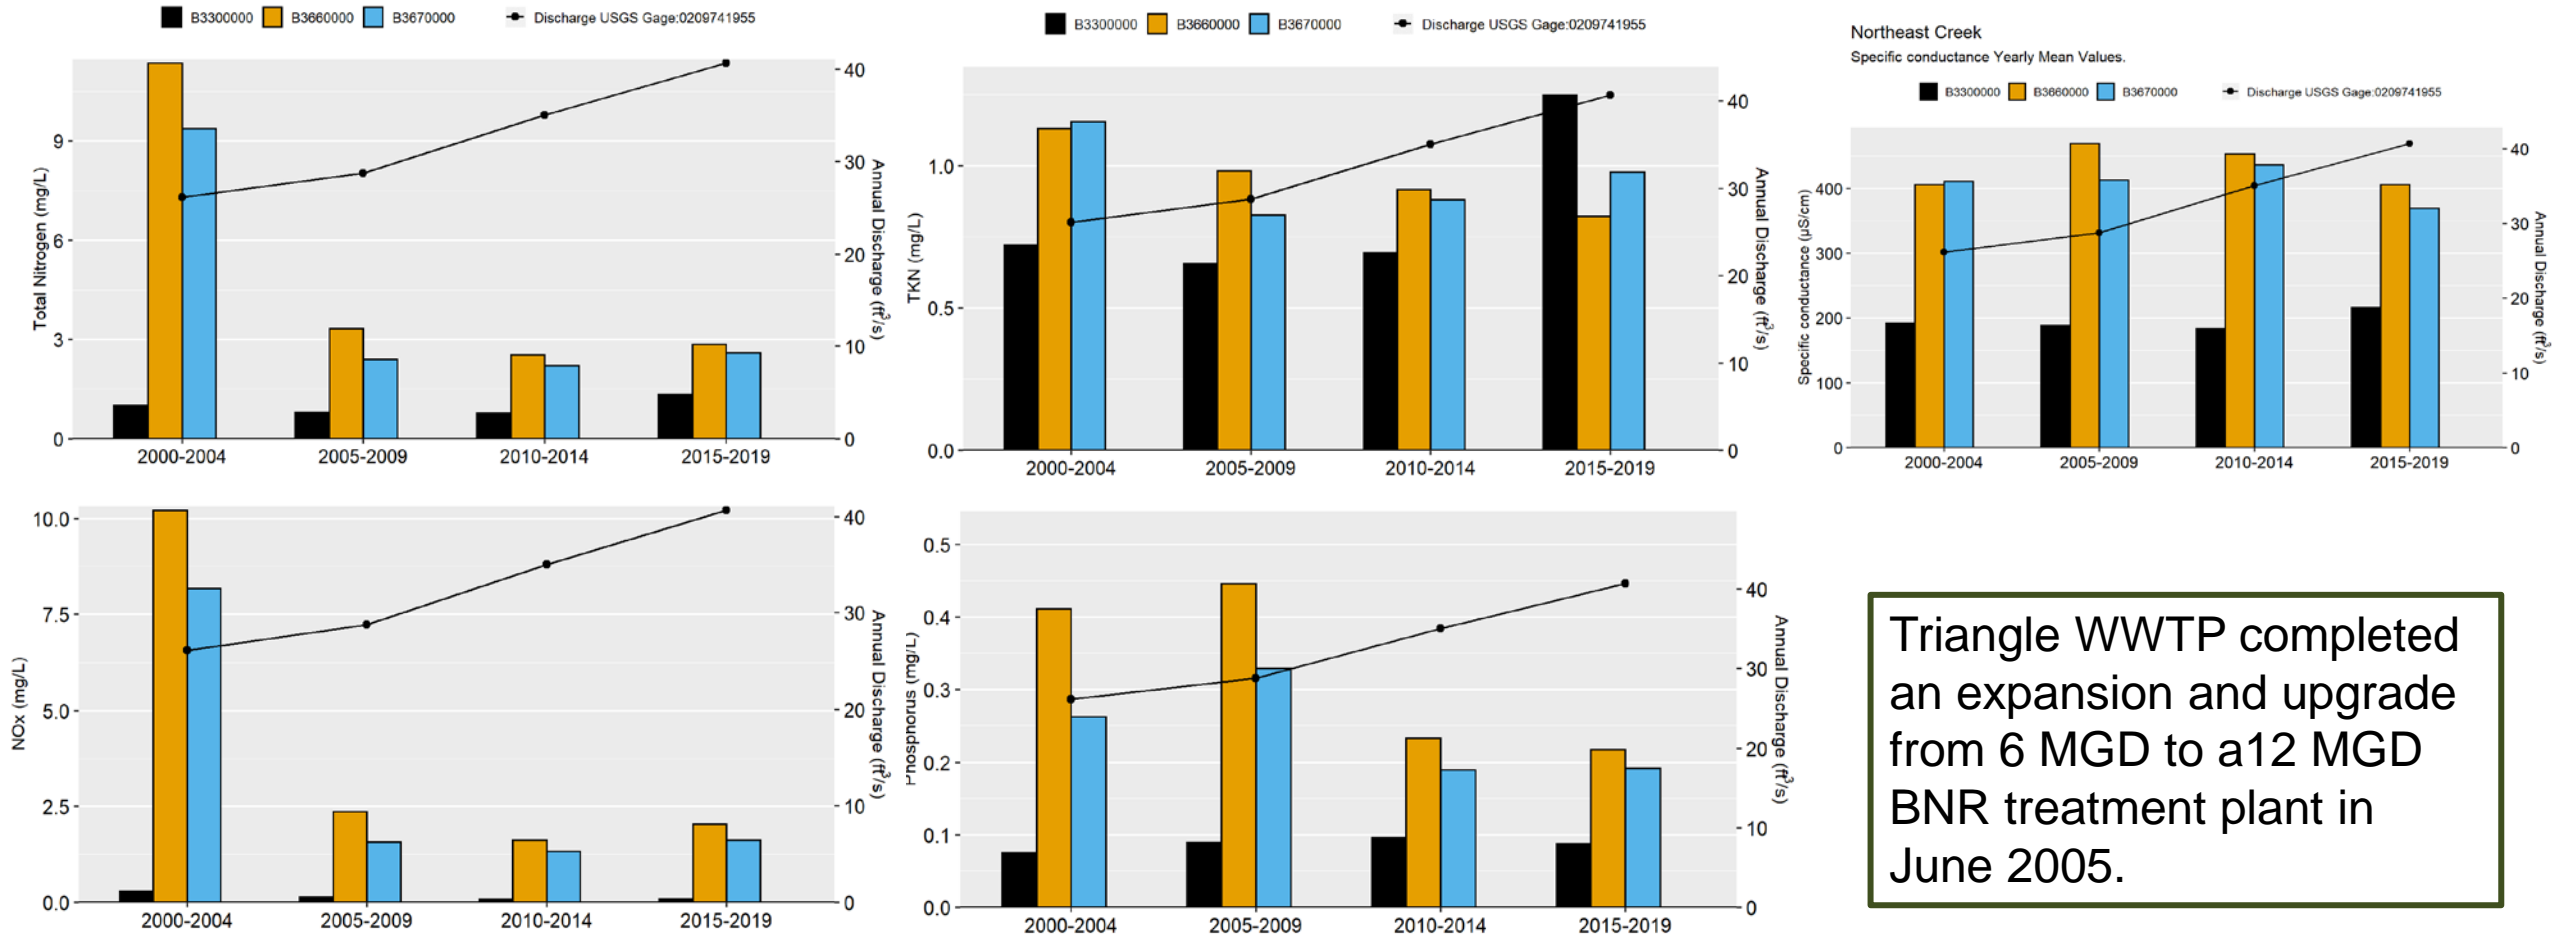 B3300000 B3660000 B3670000 Discharge USGS Gage:0209741955
Total Nitrogen (mg/L)
9
6
3
0
40
30
20
10
0
Annual Discharge (ft³/s)
2000-2004 2005-2009 2010-2014 2015-2019
B3300000 B3660000 B3670000 Discharge USGS Gage:0209741955
TKN (mg/L)
1.0
0.5
0.0
40
30
20
10
0
Annual Discharge (ft³/s)
2000-2004 2005-2009 2010-2014 2015-2019
Northeast Creek
Specific conductance Yearly Mean Values.
B3300000 B3660000 B3670000 Discharge USGS Gage:0209741955
Specific conductance (µS/cm)
400
300
200
100
0
40
30
20
10
0
Annual Discharge (ft³/s)
2000-2004 2005-2009 2010-2014 2015-2019
NOx (mg/L)
10.0
7.5
5.0
2.5
0.0
40
30
20
10
0
Annual Discharge (ft³/s)
2000-2004 2005-2009 2010-2014 2015-2019
Phosphorus (mg/L)
0.5
0.4
0.3
0.2
0.1
0.0
40
30
20
10
0
Annual Discharge (ft³/s)
2000-2004 2005-2009 2010-2014 2015-2019
Triangle WWTP completed
an expansion and upgrade
from 6 MGD to a12 MGD
BNR treatment plant in
June 2005.